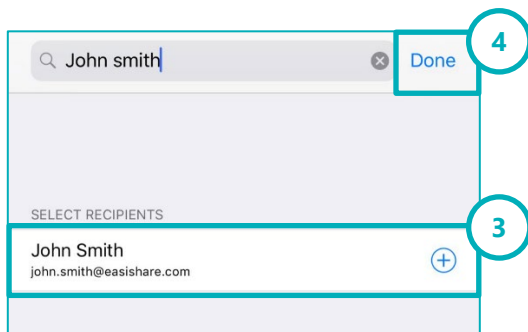 John smith
Done
4
SELECT RECIPIENTS
3
John Smith
john.smith@easishare.com